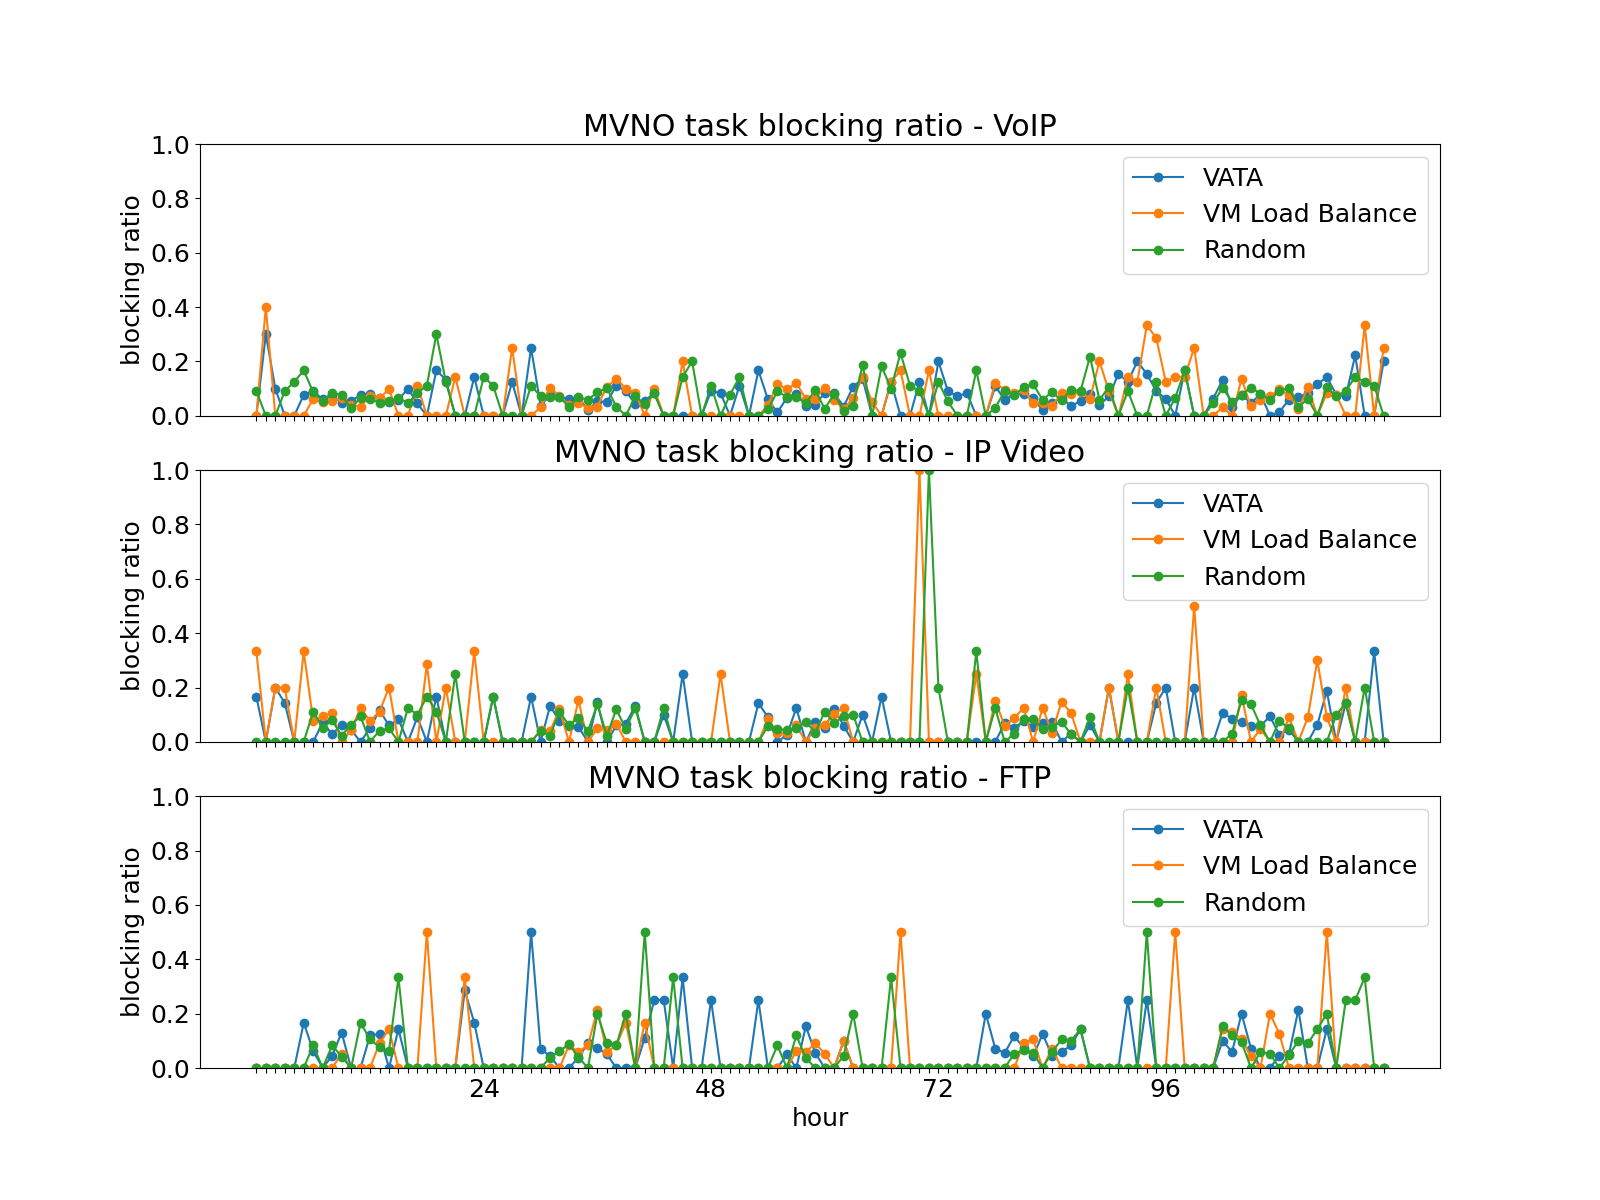 MVNO task blocking ratio - VoIP
1.0
0.8
0.6
0.4
0.2
0.0
blocking ratio
VATA
VM Load Balance
Random
MVNO task blocking ratio - IP Video
1.0
0.8
0.6
0.4
0.2
0.0
blocking ratio
VATA
VM Load Balance
Random
MVNO task blocking ratio - FTP
1.0
0.8
0.6
0.4
0.2
0.0
blocking ratio
VATA
VM Load Balance
Random
24 48 72 96
hour